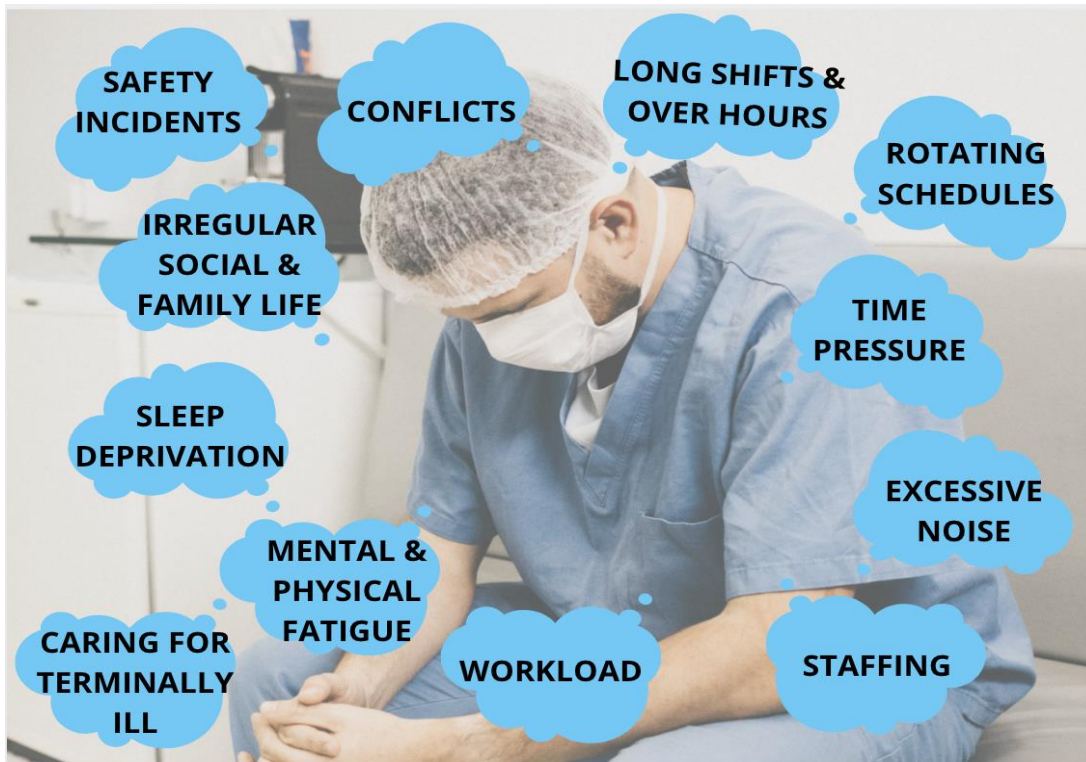 SAFETY
INCIDENTS
CONFLICTS
LONG SHIFTS &
OVER HOURS
ROTATING
SCHEDULES
IRREGULAR
SOCIAL &
FAMILY LIFE
TIME
PRESSURE
SLEEP
DEPRIVATION
EXCESSIVE
NOISE
MENTAL &
PHYSICAL
FATIGUE
CARING FOR
TERMINALLY
ILL
WORKLOAD
STAFFING